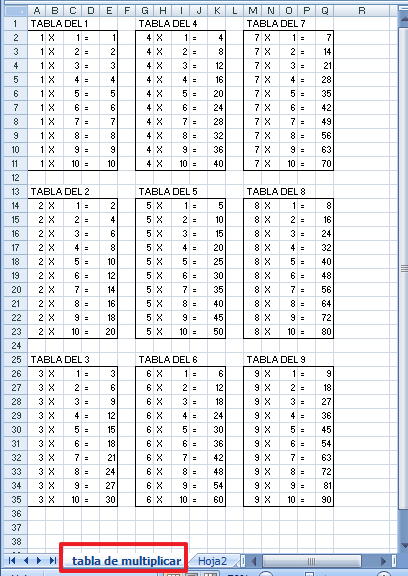 A B C D E F G H I J K L M N O P Q R
1 TABLA DEL 1 TABLA DEL 4 TABLA DEL 7
2 1 X 1 = 1 4 X 1 = 4 7 X 1 = 7
3 1 X 2 = 2 4 X 2 = 8 7 X 2 = 14
4 1 X 3 = 3 4 X 3 = 12 7 X 3 = 21
5 1 X 4 = 4 4 X 4 = 16 7 X 4 = 28
6 1 X 5 = 5 4 X 5 = 20 7 X 5 = 35
7 1 X 6 = 6 4 X 6 = 24 7 X 6 = 42
8 1 X 7 = 7 4 X 7 = 28 7 X 7 = 49
9 1 X 8 = 8 4 X 8 = 32 7 X 8 = 56
10 1 X 9 = 9 4 X 9 = 36 7 X 9 = 63
11 1 X 10 = 10 4 X 10 = 40 7 X 10 = 70
12
13 TABLA DEL 2 TABLA DEL 5 TABLA DEL 8
14 2 X 1 = 2 5 X 1 = 5 8 X 1 = 8
15 2 X 2 = 4 5 X 2 = 10 8 X 2 = 16
16 2 X 3 = 6 5 X 3 = 15 8 X 3 = 24
17 2 X 4 = 8 5 X 4 = 20 8 X 4 = 32
18 2 X 5 = 10 5 X 5 = 25 8 X 5 = 40
19 2 X 6 = 12 5 X 6 = 30 8 X 6 = 48
20 2 X 7 = 14 5 X 7 = 35 8 X 7 = 56
21 2 X 8 = 16 5 X 8 = 40 8 X 8 = 64
22 2 X 9 = 18 5 X 9 = 45 8 X 9 = 72
23 2 X 10 = 20 5 X 10 = 50 8 X 10 = 80
24
25 TABLA DEL 3 TABLA DEL 6 TABLA DEL 9
26 3 X 1 = 3 6 X 1 = 6 9 X 1 = 9
27 3 X 2 = 6 6 X 2 = 12 9 X 2 = 18
28 3 X 3 = 9 6 X 3 = 18 9 X 3 = 27
29 3 X 4 = 12 6 X 4 = 24 9 X 4 = 36
30 3 X 5 = 15 6 X 5 = 30 9 X 5 = 45
31 3 X 6 = 18 6 X 6 = 36 9 X 6 = 54
32 3 X 7 = 21 6 X 7 = 42 9 X 7 = 63
33 3 X 8 = 24 6 X 8 = 48 9 X 8 = 72
34 3 X 9 = 27 6 X 9 = 54 9 X 9 = 81
35 3 X 10 = 30 6 X 10 = 60 9 X 10 = 90
36
37
38
tabla de multiplicar Hoja2